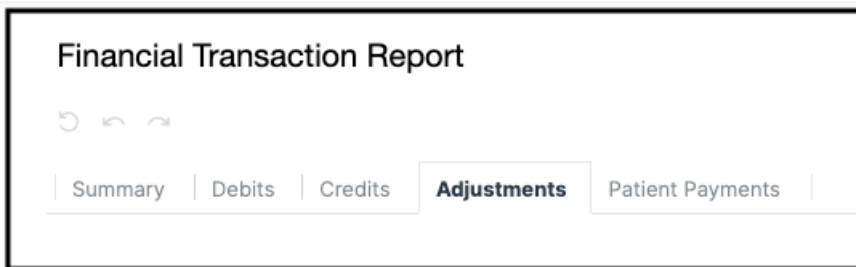 Financial Transaction Report
Summary Debits Credits Adjustments Patient Payments